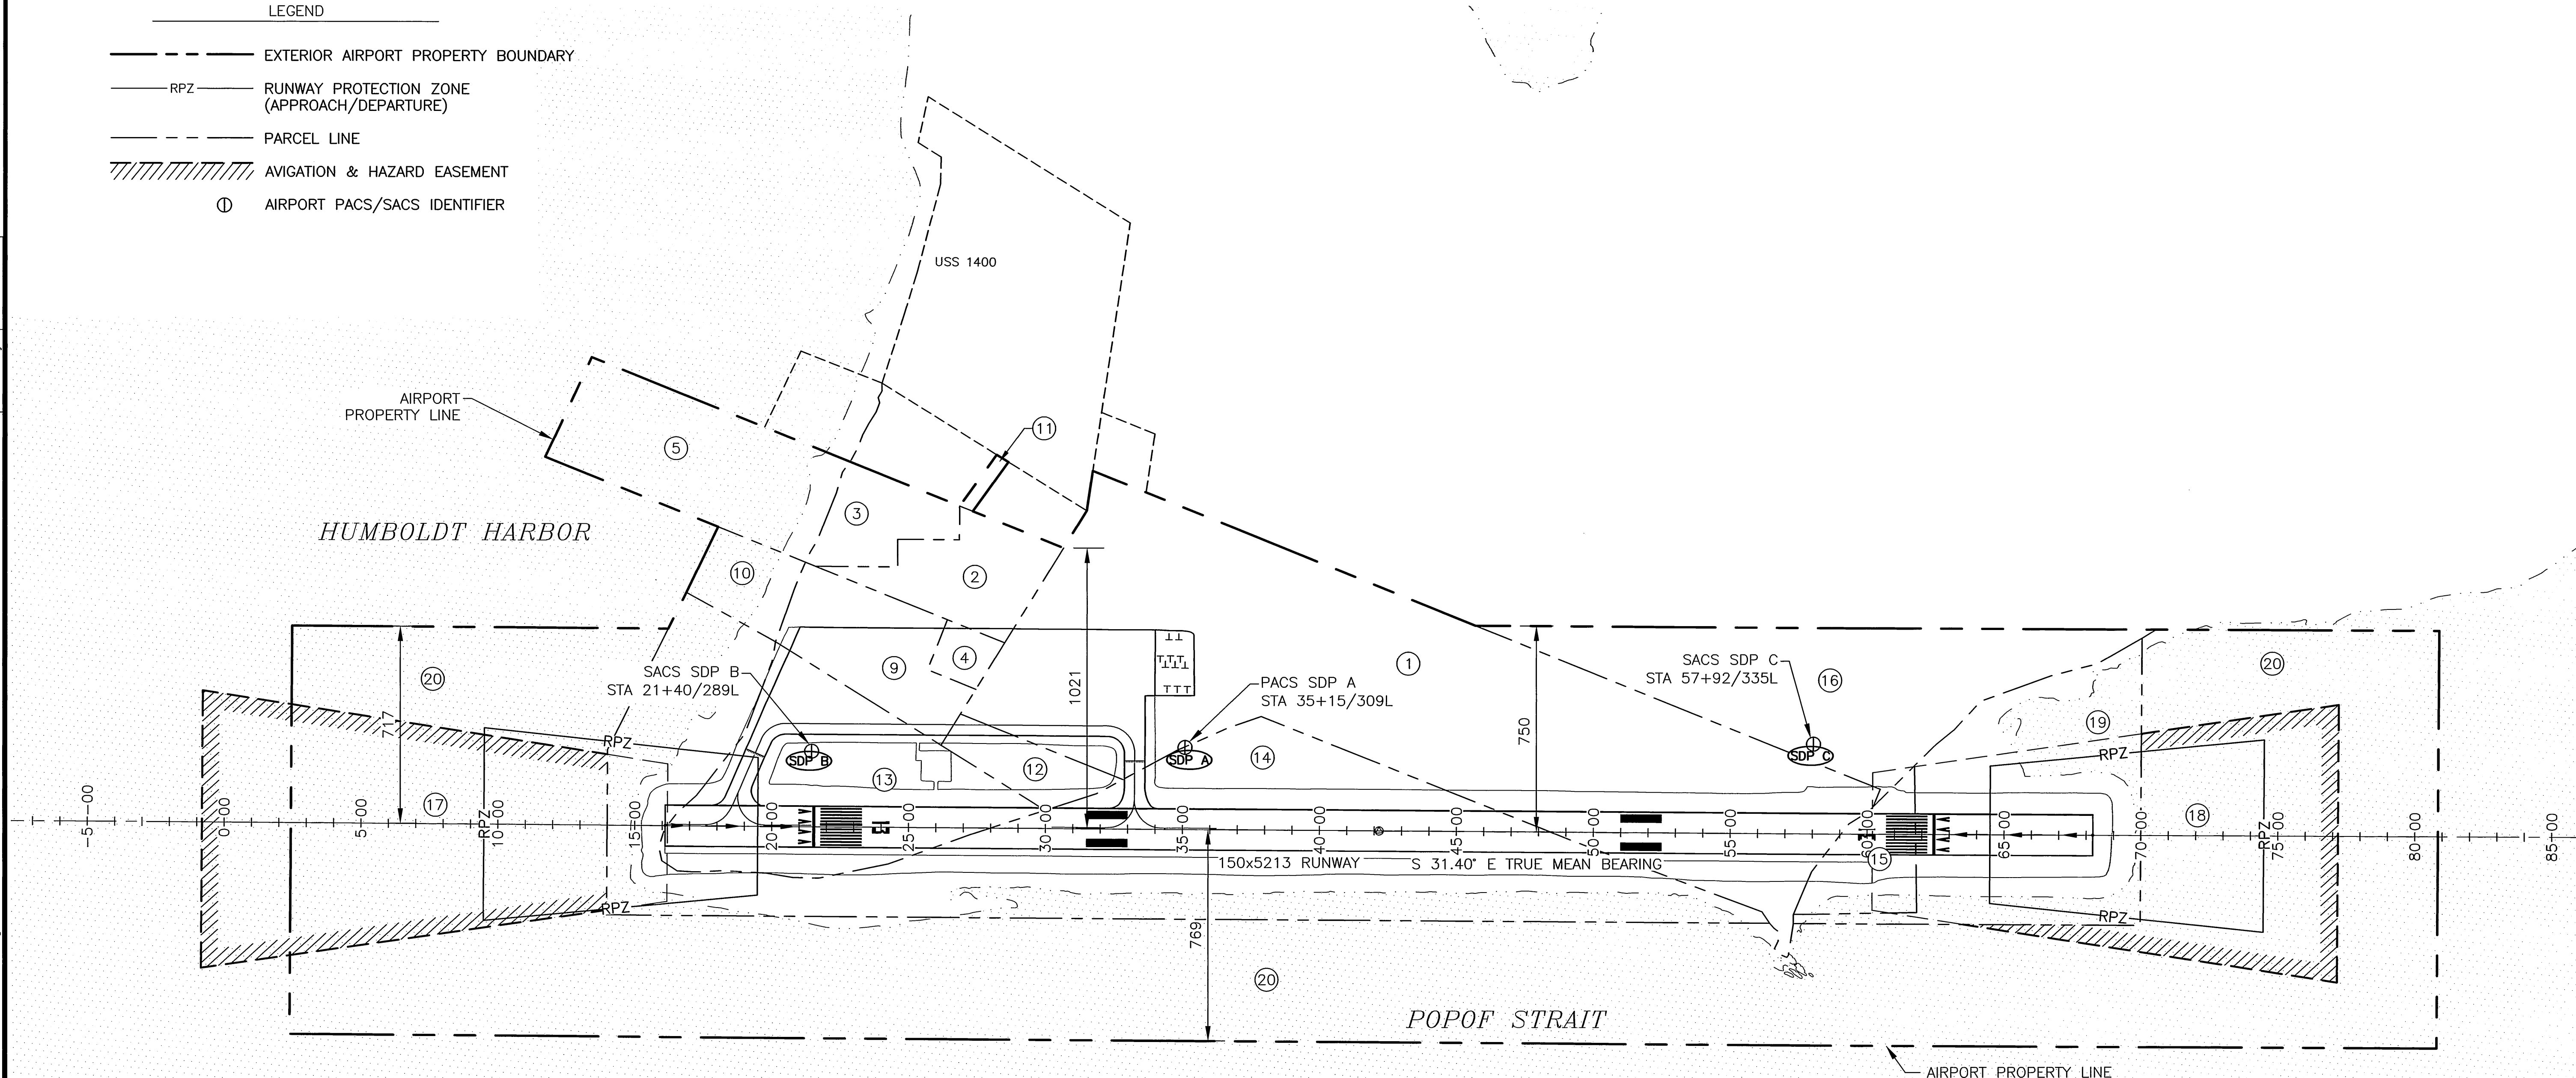 LEGEND
EXTERIOR AIRPORT PROPERTY BOUNDARY
RPZ
RUNWAY PROTECTION ZONE
(APPROACH/DEPARTURE)
PARCEL LINE
AVIGATION & HAZARD EASEMENT
AIRPORT PACS/SACS IDENTIFIER
USS 1400
AIRPORT
PROPERTY LINE
11
5
3
HUMBOLDT HARBOR
10
2
4
9
1
20
SACS SDP B
STA 21+40/289L
717
1021
PACS SDP A
STA 35+15/309L
750
SACS SDP C
STA 57+92/335L
16
20
19
RPZ
SDP B
SDP A
SDP C
RPZ
13
12
14
17
18
RPZ
RPZ
-5-00
0-00
5-00
10-00
15-00
20-00
25-00
30-00
35-00
40-00
45-00
50-00
55-00
60-00
65-00
70-00
75-00
80-00
85-00
15
150x5213 RUNWAY
S 31.40° E TRUE MEAN BEARING
RPZ
RPZ
769
20
POPOF STRAIT
AIRPORT PROPERTY LINE